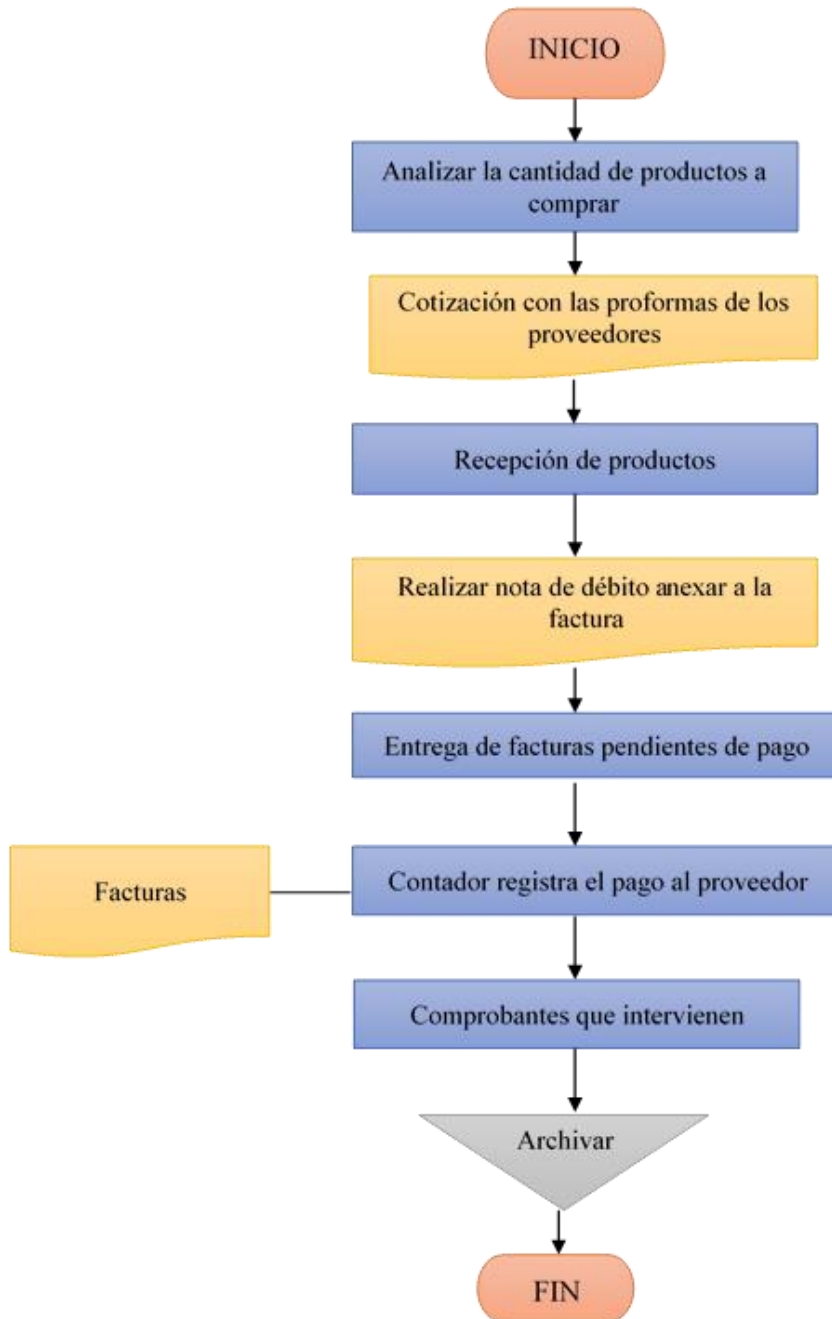 INICIO
Analizar la cantidad de productos a
comprar
Cotización con las proformas de los
proveedores
Recepción de productos
Realizar nota de débito anexar a la
factura
Entrega de facturas pendientes de pago
Facturas
Contador registra el pago al proveedor
Comprobantes que intervienen
Archivar
FIN